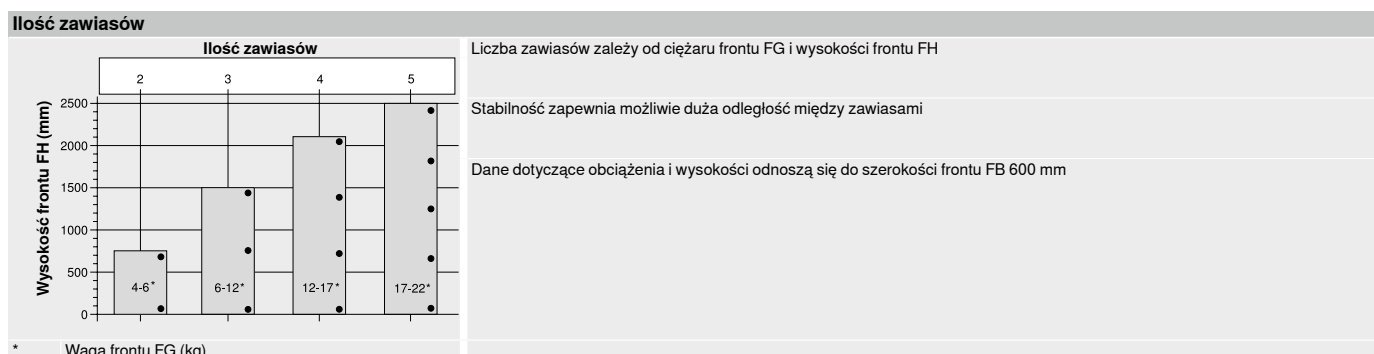 Ilość zawiasów
Ilość zawiasów
2 3 4 5
Wysokość frontu FH (mm)
2500
2000
1500
1000
500
0
4-6* 6-12* 12-17* 17-22*
* Waga frontu FG (kg)
Liczba zawiasów zależy od ciężaru frontu FG i wysokości frontu FH
Stabilność zapewnia możliwie duża odległość między zawiasami
Dane dotyczące obciążenia i wysokości odnoszą się do szerokości frontu FB 600 mm